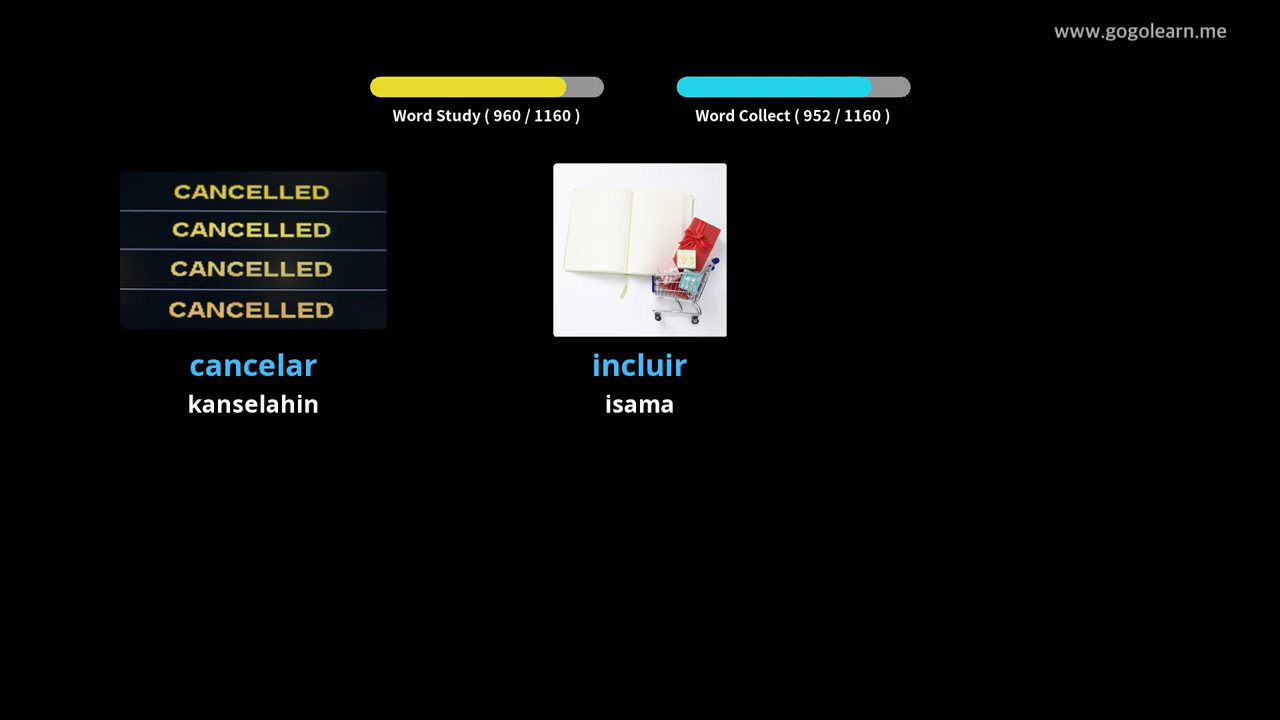 www.gogolearn.me
Word Study ( 960 / 1160 )
Word Collect ( 952 / 1160 )
CANCELLED
CANCELLED
CANCELLED
CANCELLED
cancelar
kanselahin
incluir
isama